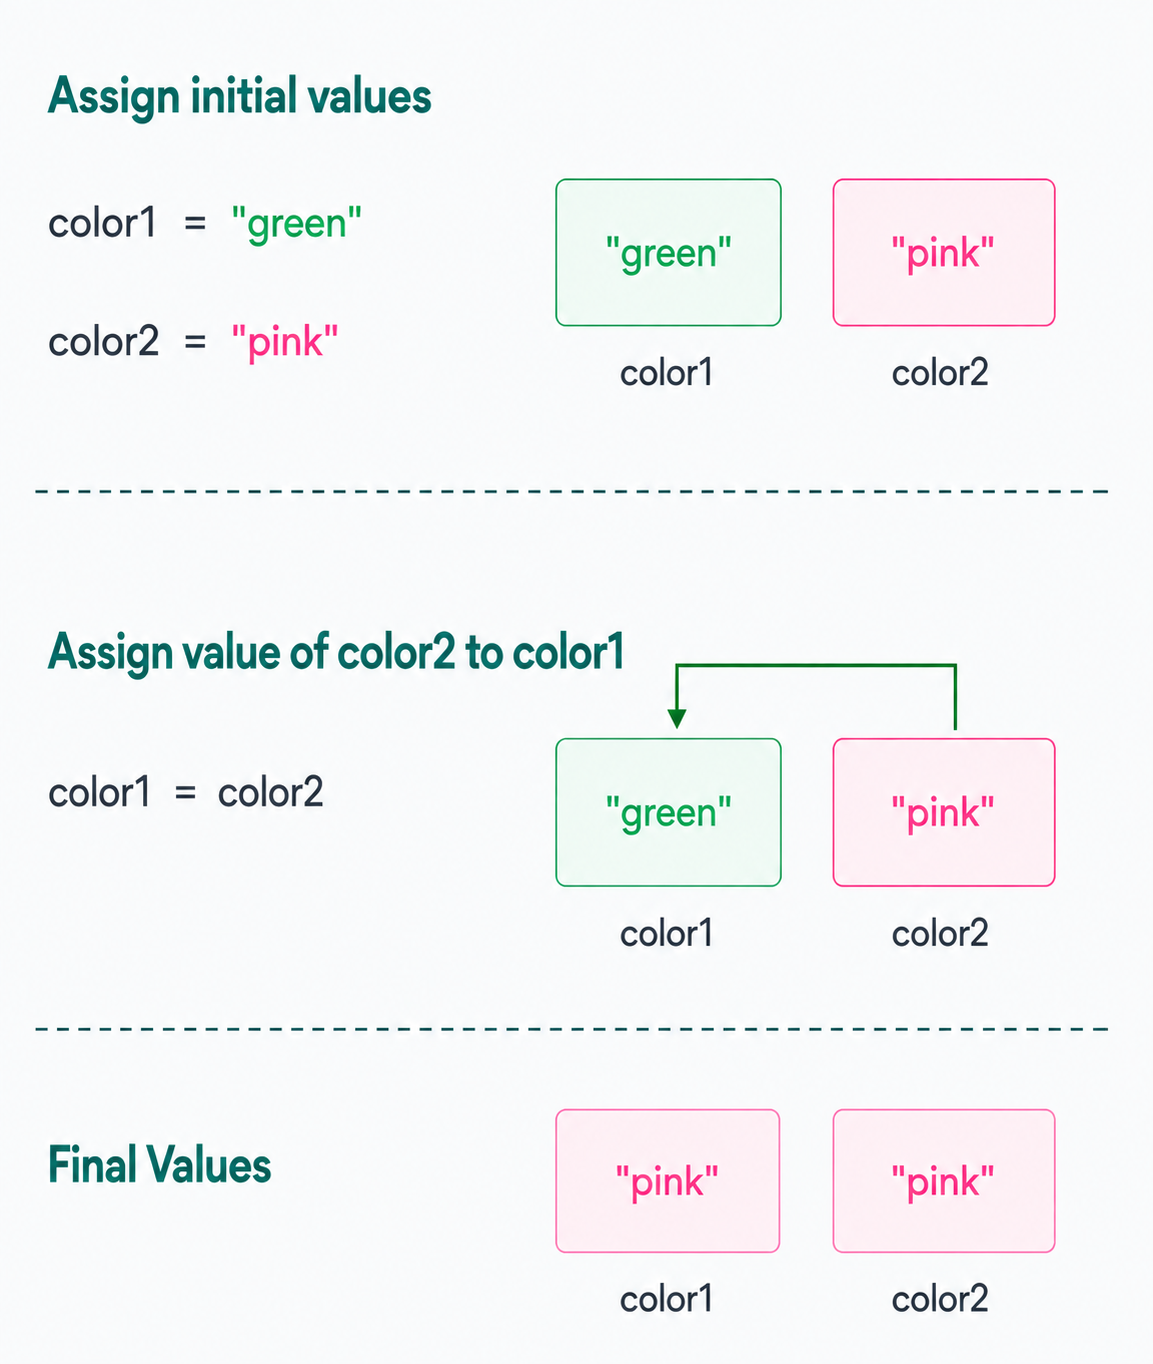 Assign initial values
color1 = "green"
color2 = "pink"
"green" "pink"
color1 color2
Assign value of color2 to color1
color1 = color2
"green" "pink"
color1 color2
Final Values
"pink" "pink"
color1 color2